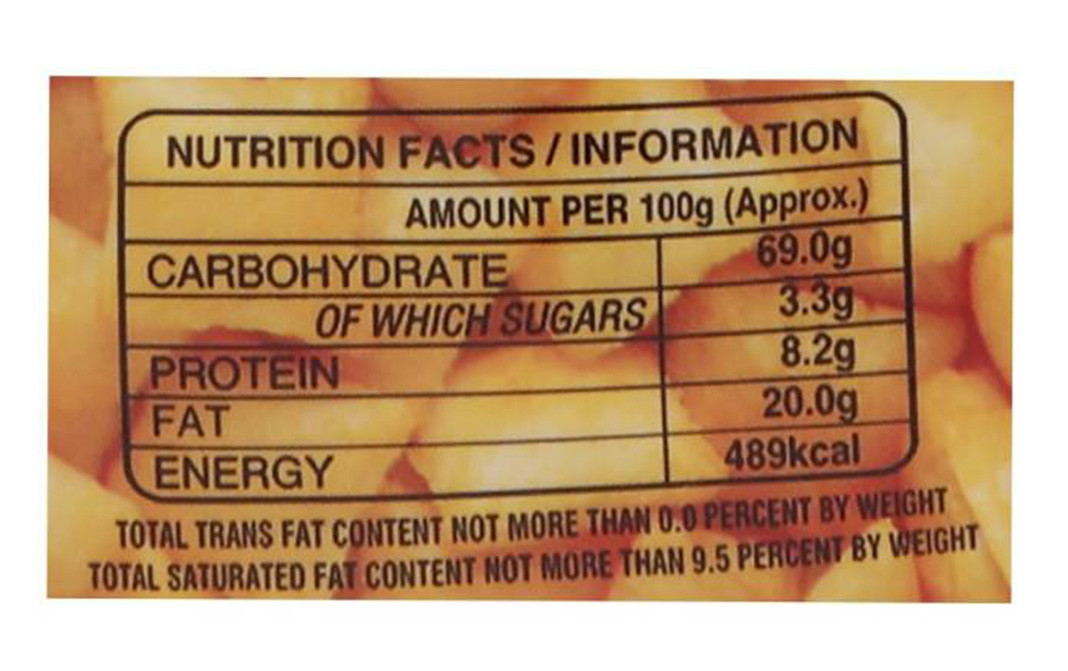 NUTRITION FACTS / INFORMATION
AMOUNT PER 100g (Approx.)
CARBOHYDRATE 69.0g
OF WHICH SUGARS 3.3g
PROTEIN 8.2g
FAT 20.0g
ENERGY 489kcal
TOTAL TRANS FAT CONTENT NOT MORE THAN 0.0 PERCENT BY WEIGHT
TOTAL SATURATED FAT CONTENT NOT MORE THAN 9.5 PERCENT BY WEIGHT